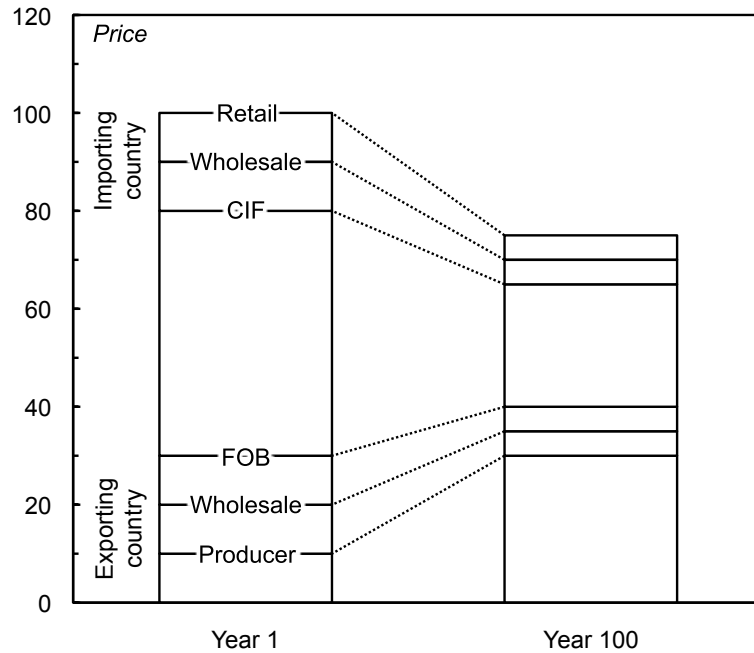 120
Price
100
80
60
40
20
0
Importing
country
Exporting
country
Retail
Wholesale
CIF
FOB
Wholesale
Producer
Year 1
Year 100